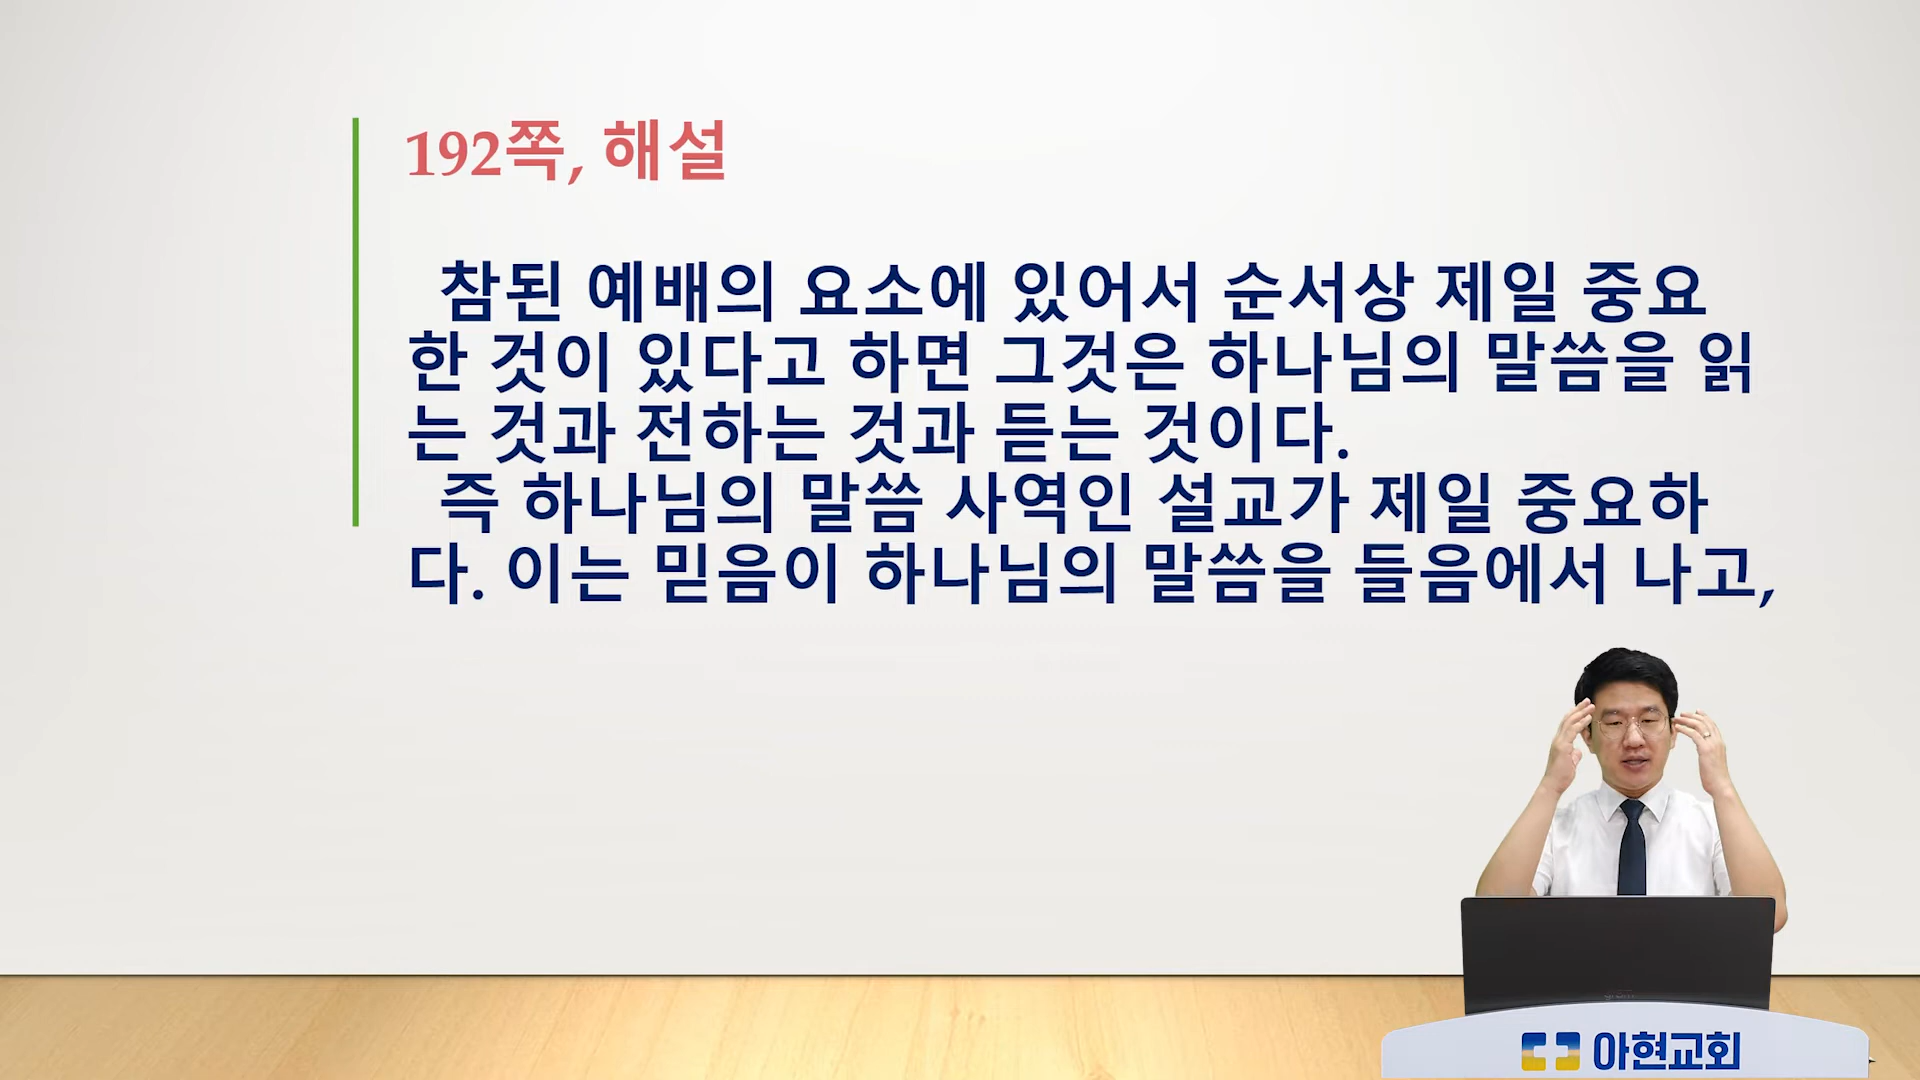 192쪽, 해설
참된 예배의 요소에 있어서 순서상 제일 중요
한 것이 있다고 하면 그것은 하나님의 말씀을 읽
는 것과 전하는 것과 듣는 것이다.
즉 하나님의 말씀 사역인 설교가 제일 중요하
다. 이는 믿음이 하나님의 말씀을 들음에서 나고,
아현교회